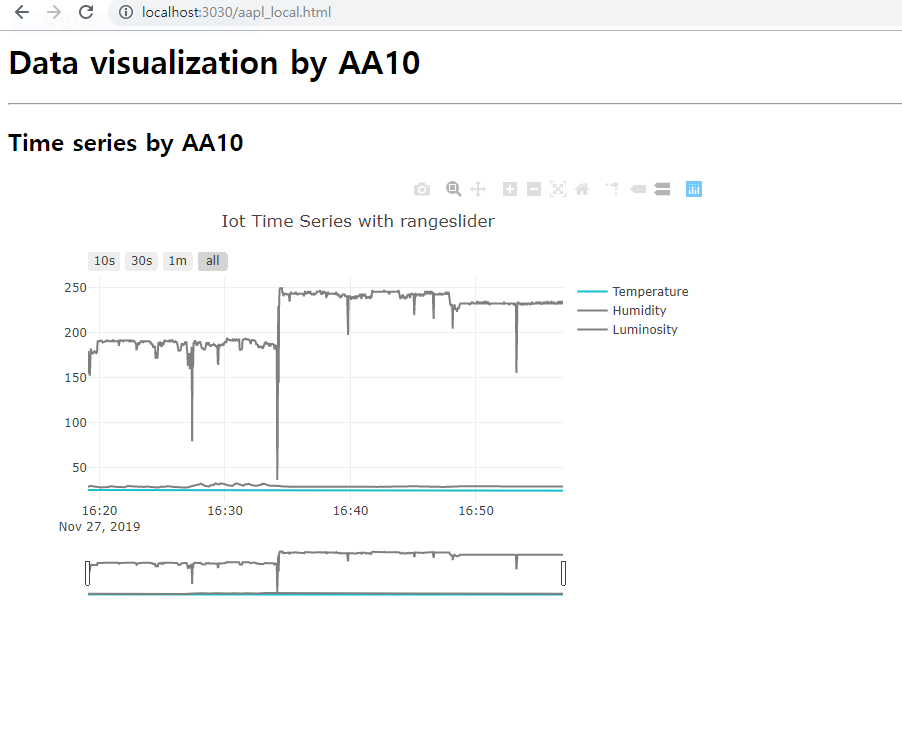 localhost:3030/aapl_local.html
Data visualization by AA10
Time series by AA10
Iot Time Series with rangeslider
10s 30s 1m all
250
200
150
100
50
Temperature
Humidity
Luminosity
16:20 16:30 16:40 16:50
Nov 27, 2019